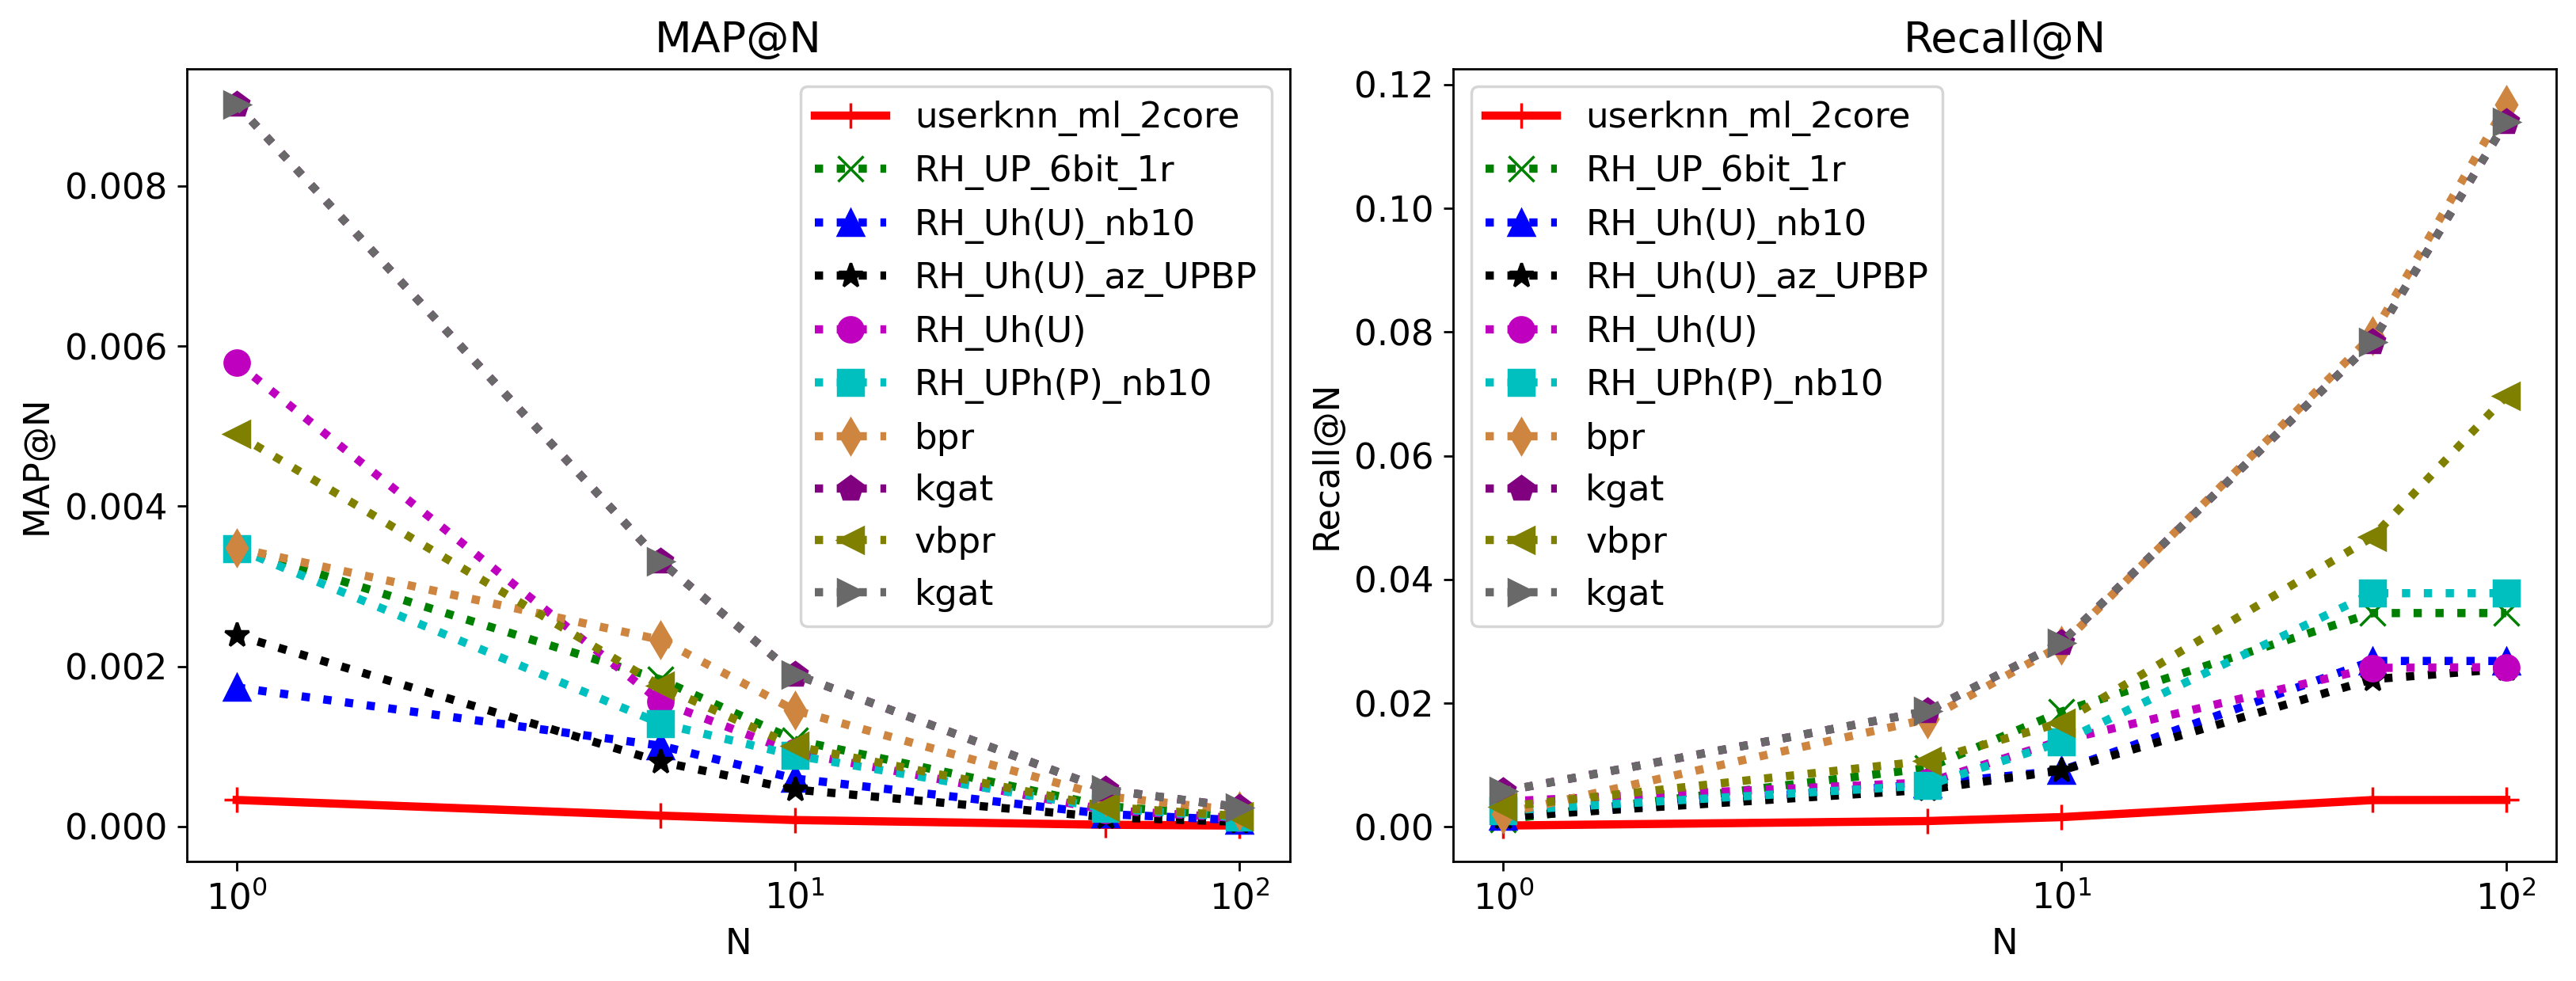 MAP@N
MAP@N
0.008
0.006
0.004
0.002
0.000
10⁰
10¹
10²
N
userknn_ml_2core
RH_UP_6bit_1r
RH_Uh(U)_nb10
RH_Uh(U)_az_UPBP
RH_Uh(U)
RH_UPh(P)_nb10
bpr
kgat
vbpr
kgat
Recall@N
Recall@N
0.12
0.10
0.08
0.06
0.04
0.02
0.00
10⁰
10¹
10²
N
userknn_ml_2core
RH_UP_6bit_1r
RH_Uh(U)_nb10
RH_Uh(U)_az_UPBP
RH_Uh(U)
RH_UPh(P)_nb10
bpr
kgat
vbpr
kgat